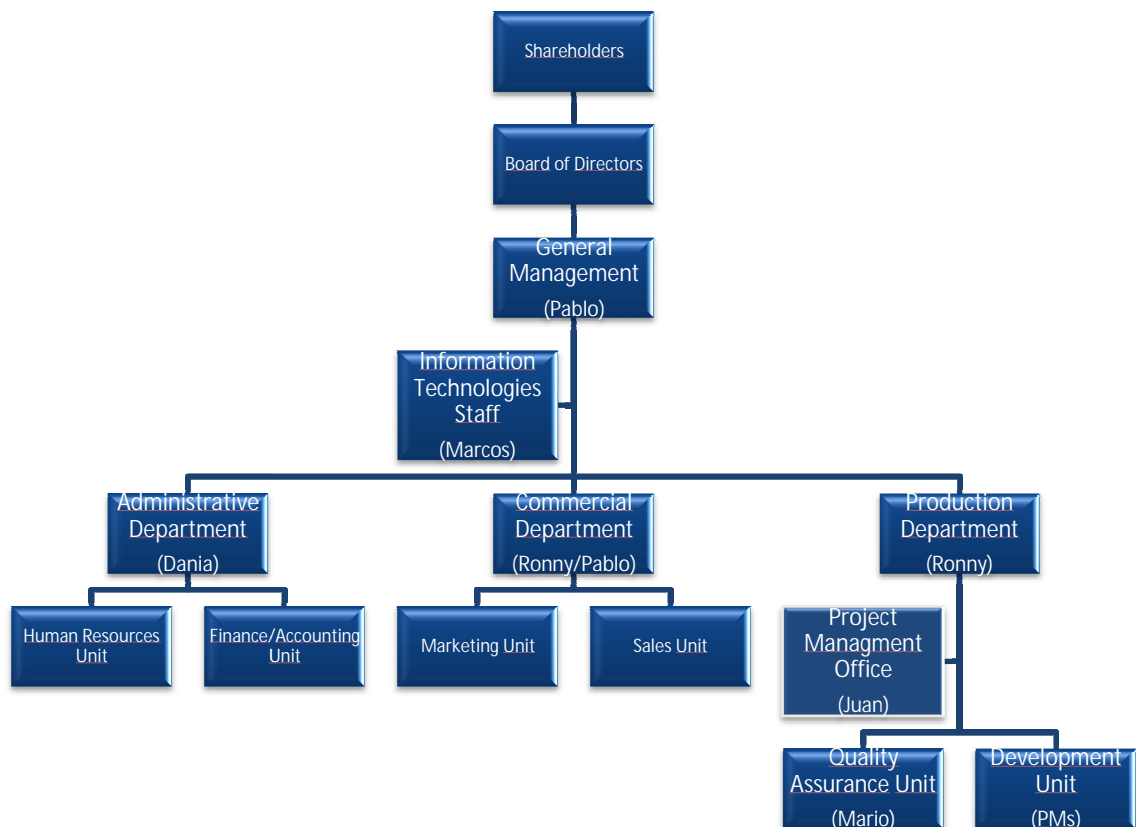 Shareholders
Board of Directors
General
Management
(Pablo)
Information
Technologies
Staff
(Marcos)
Administrative
Department
(Dania)
Commercial
Department
(Ronny/Pablo)
Production
Department
(Ronny)
Human Resources
Unit
Finance/Accounting
Unit
Marketing Unit
Sales Unit
Project
Managment
Office
(Juan)
Quality
Assurance Unit
(Mario)
Development
Unit
(PMs)